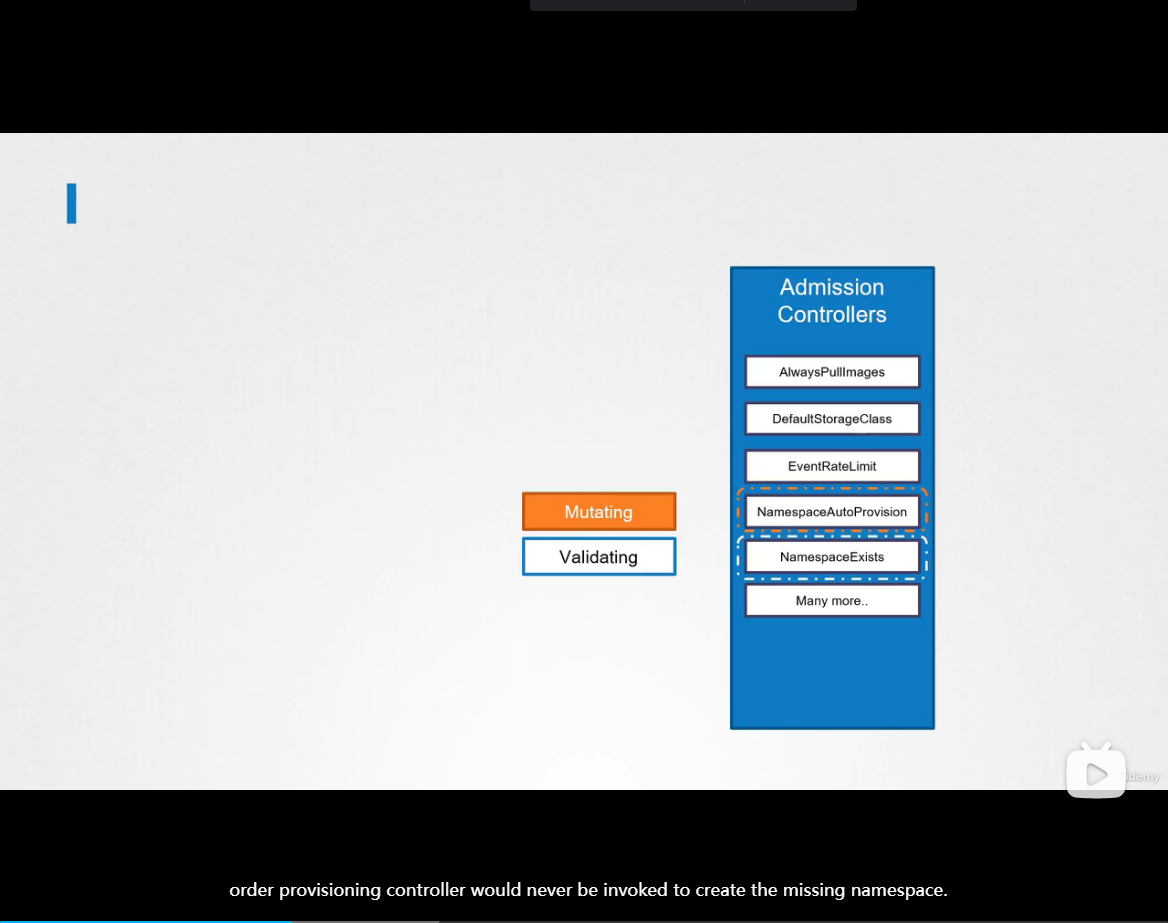 Admission
Controllers
AlwaysPullImages
DefaultStorageClass
EventRateLimit
Mutating
NamespaceAutoProvision
Validating
NamespaceExists
Many more..
order provisioning controller would never be invoked to create the missing namespace.